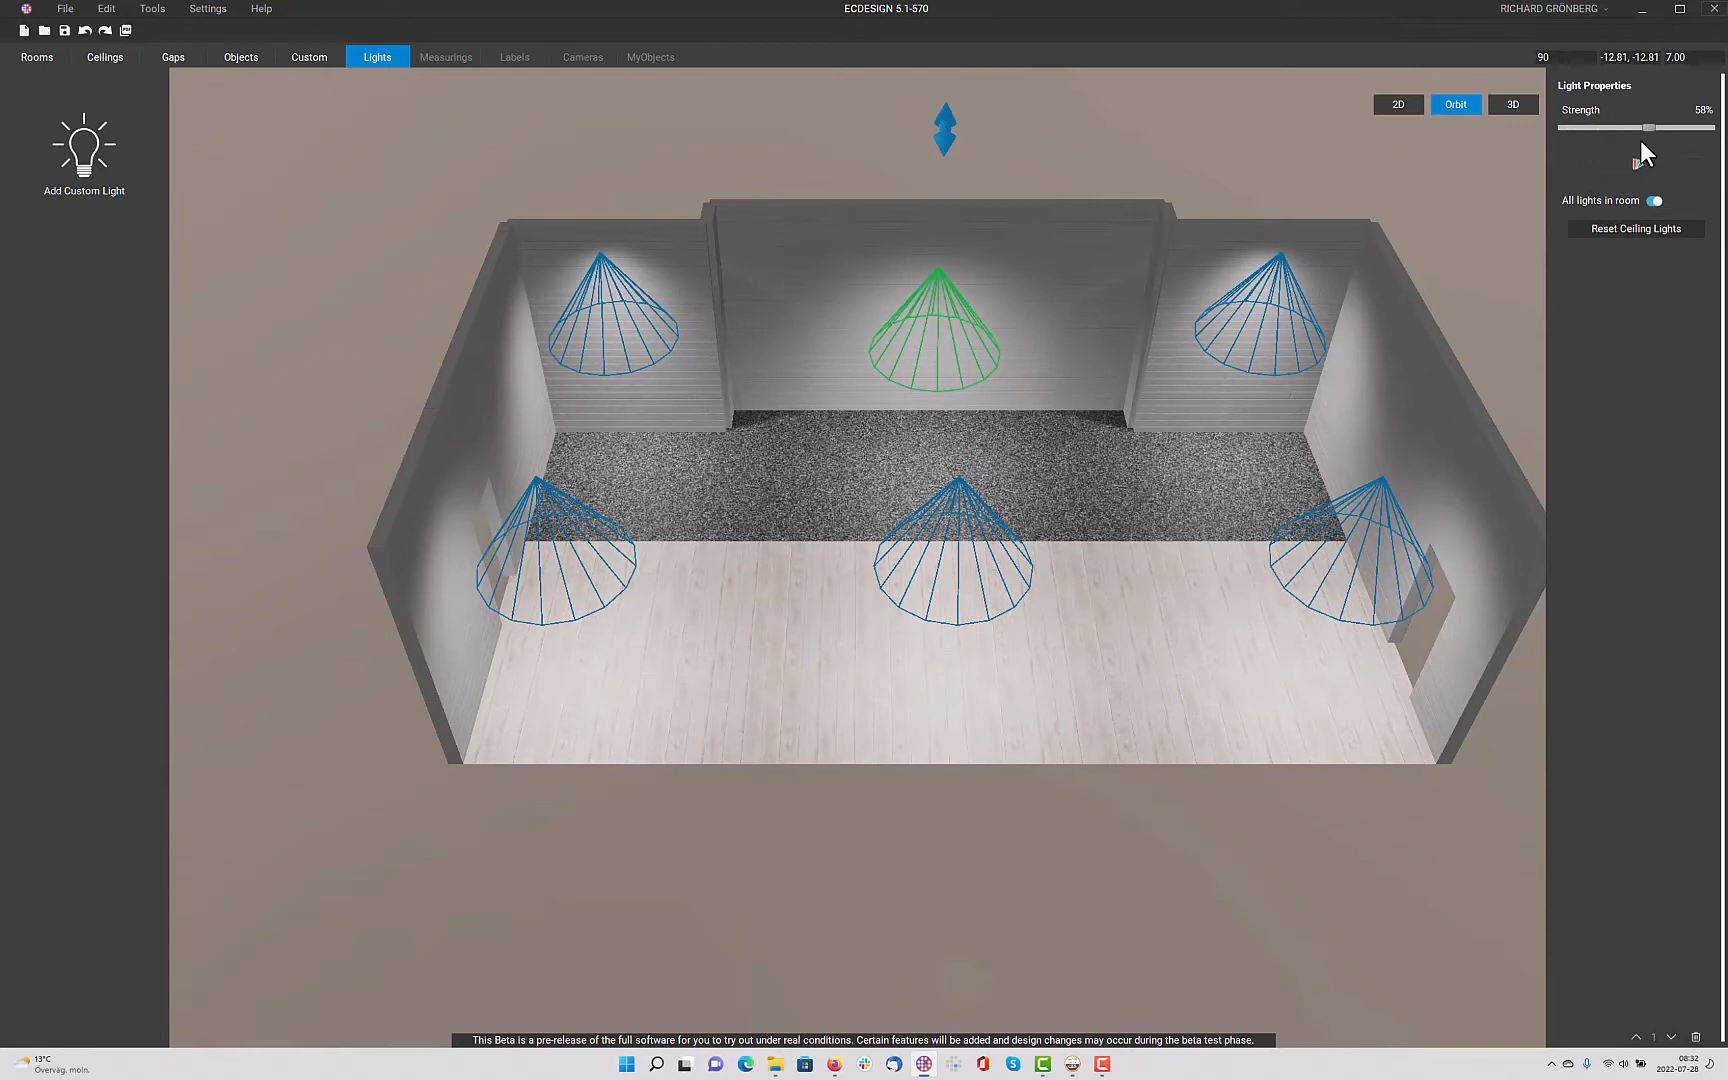 File Edit Tools Settings Help ECDESIGN 5.1-570 RICHARD GRÖNBERG
Rooms Ceilings Gaps Objects Custom Lights Measurings Labels Cameras MyObjects 90 -12.81, -12.81 7.00
Light Properties
2D Orbit 3D
Strength 58%
Add Custom Light
All lights in room
Reset Ceiling Lights
1
This Beta is a pre-release of the full software for you to try out under real conditions. Certain features will be added and design changes may occur during the beta test phase.
13°C
Överväg. moln.
08:32
2022-07-28